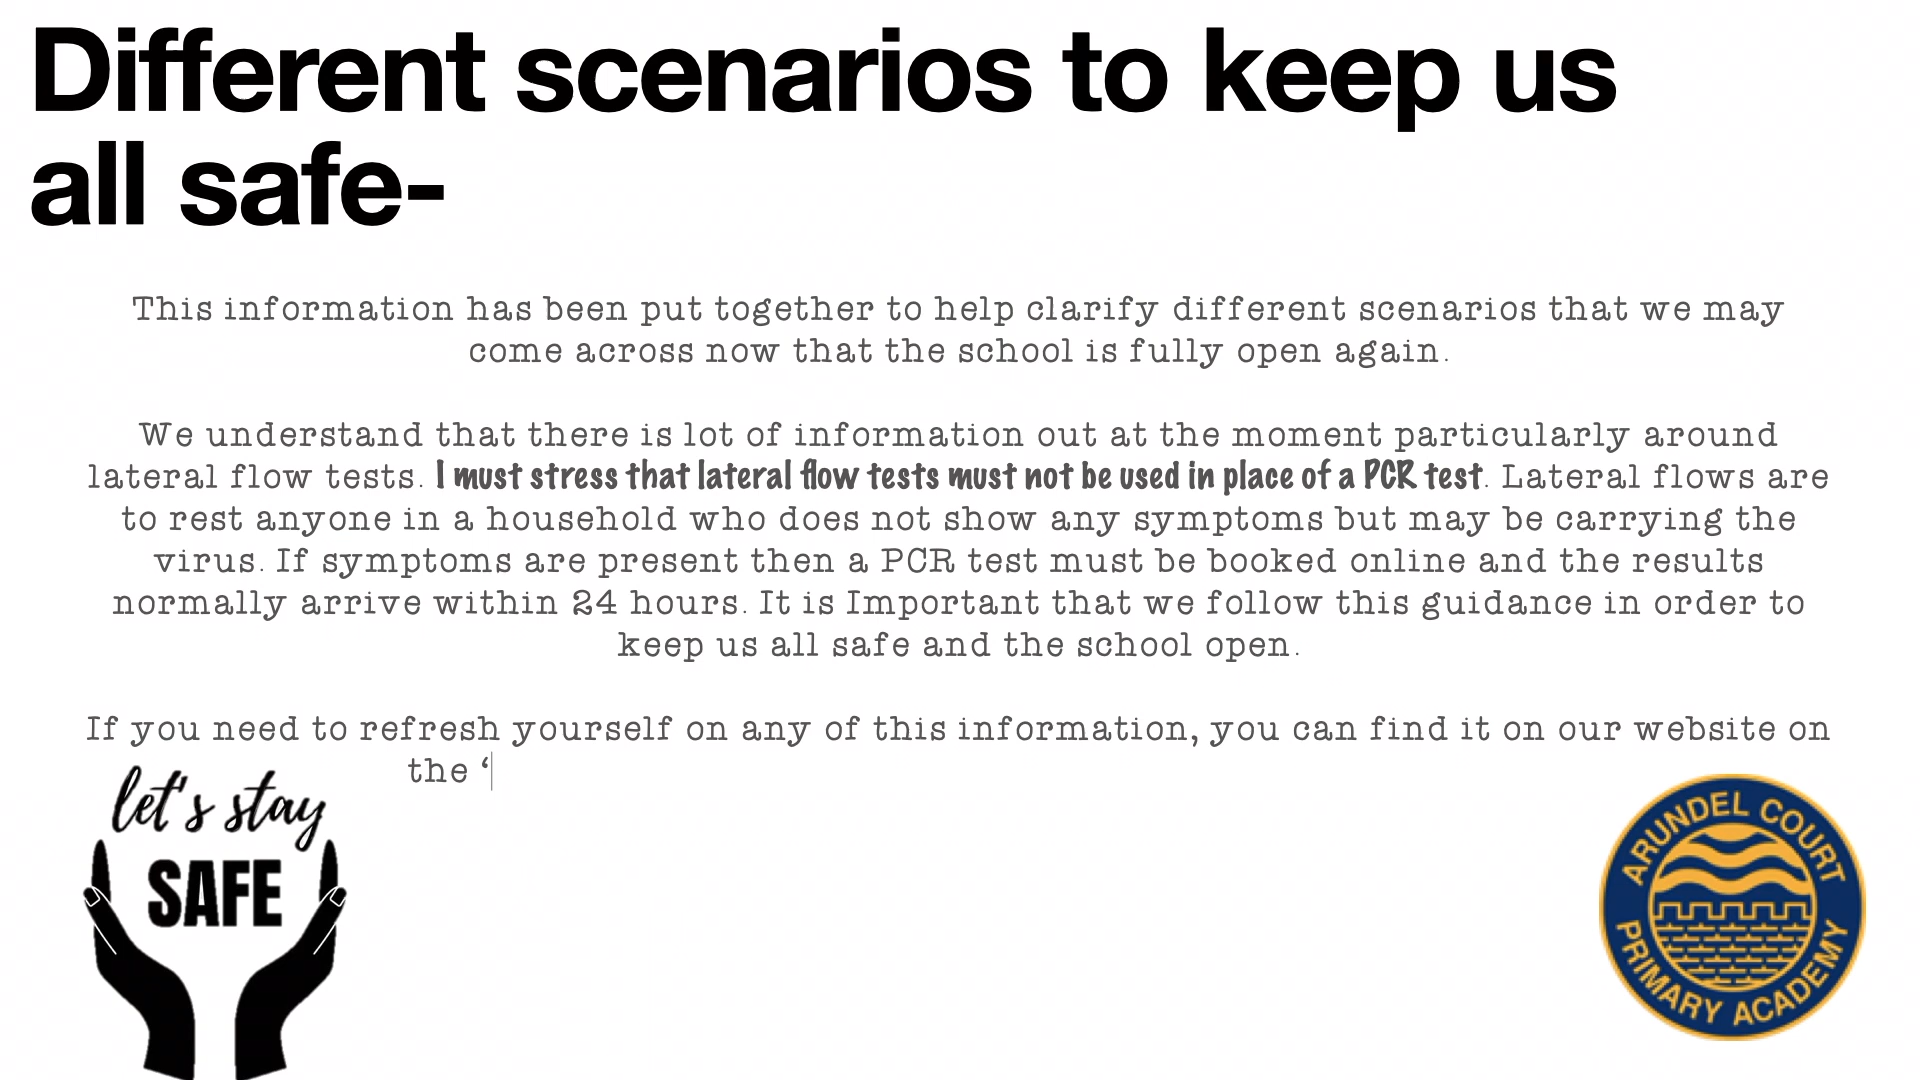 Different scenarios to keep us
all safe-
This information has been put together to help clarify different scenarios that we may
come across now that the school is fully open again.
We understand that there is lot of information out at the moment particularly around
lateral flow tests. I must stress that lateral flow tests must not be used in place of a PCR test. Lateral flows are
to rest anyone in a household who does not show any symptoms but may be carrying the
virus. If symptoms are present then a PCR test must be booked online and the results
normally arrive within 24 hours. It is Important that we follow this guidance in order to
keep us all safe and the school open.
If you need to refresh yourself on any of this information, you can find it on our website on
the ‘
let's stay
SAFE
ARUNDEL COURT
PRIMARY ACADEMY